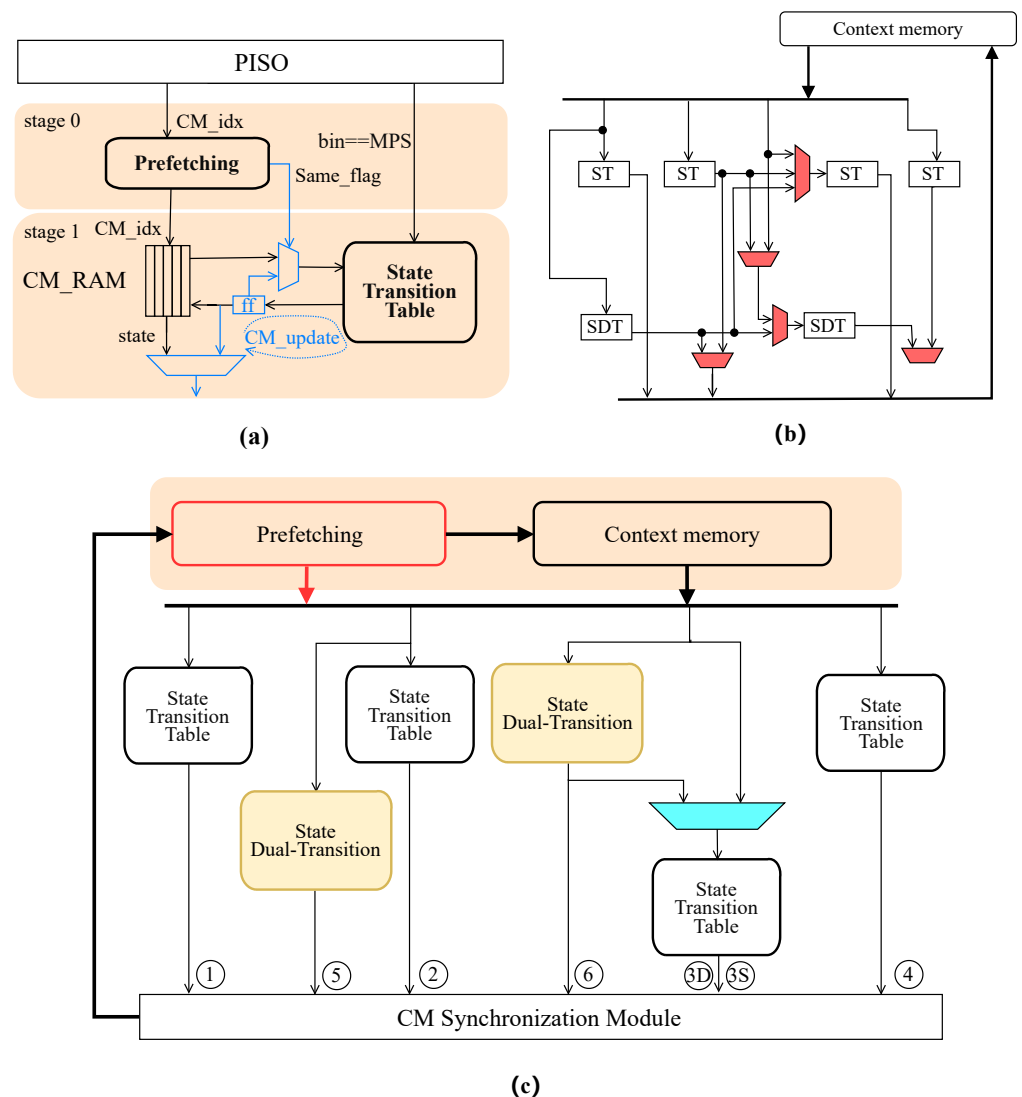 PISO
stage 0
CM_idx
bin==MPS
Prefetching
Same_flag
stage 1
CM_idx
CM_RAM
State
Transition
Table
ff
state
CM_update
(a)
Context memory
ST
ST
ST
ST
SDT
SDT
(b)
Prefetching
Context memory
State
Transition
Table
State
Transition
Table
State
Dual-Transition
State
Transition
Table
State
Dual-Transition
State
Transition
Table
1
5
2
6
3D
3S
4
CM Synchronization Module
(c)